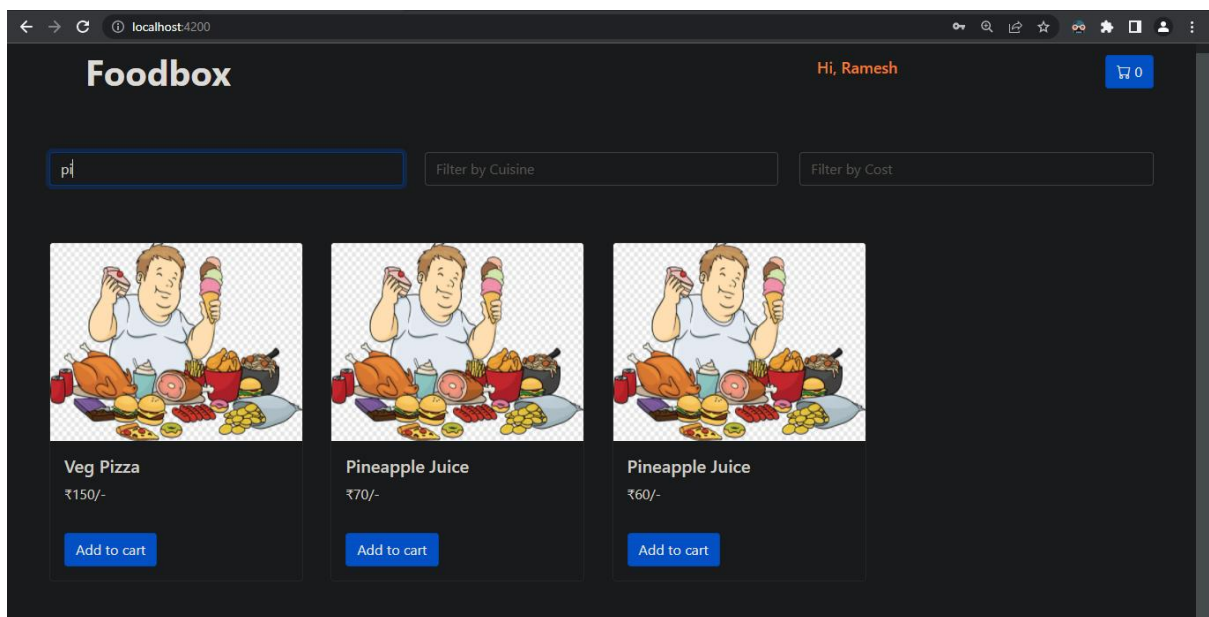 localhost:4200
Foodbox
Hi, Ramesh
0
pi
Filter by Cuisine
Filter by Cost
Veg Pizza
₹150/-
Add to cart
Pineapple Juice
₹70/-
Add to cart
Pineapple Juice
₹60/-
Add to cart